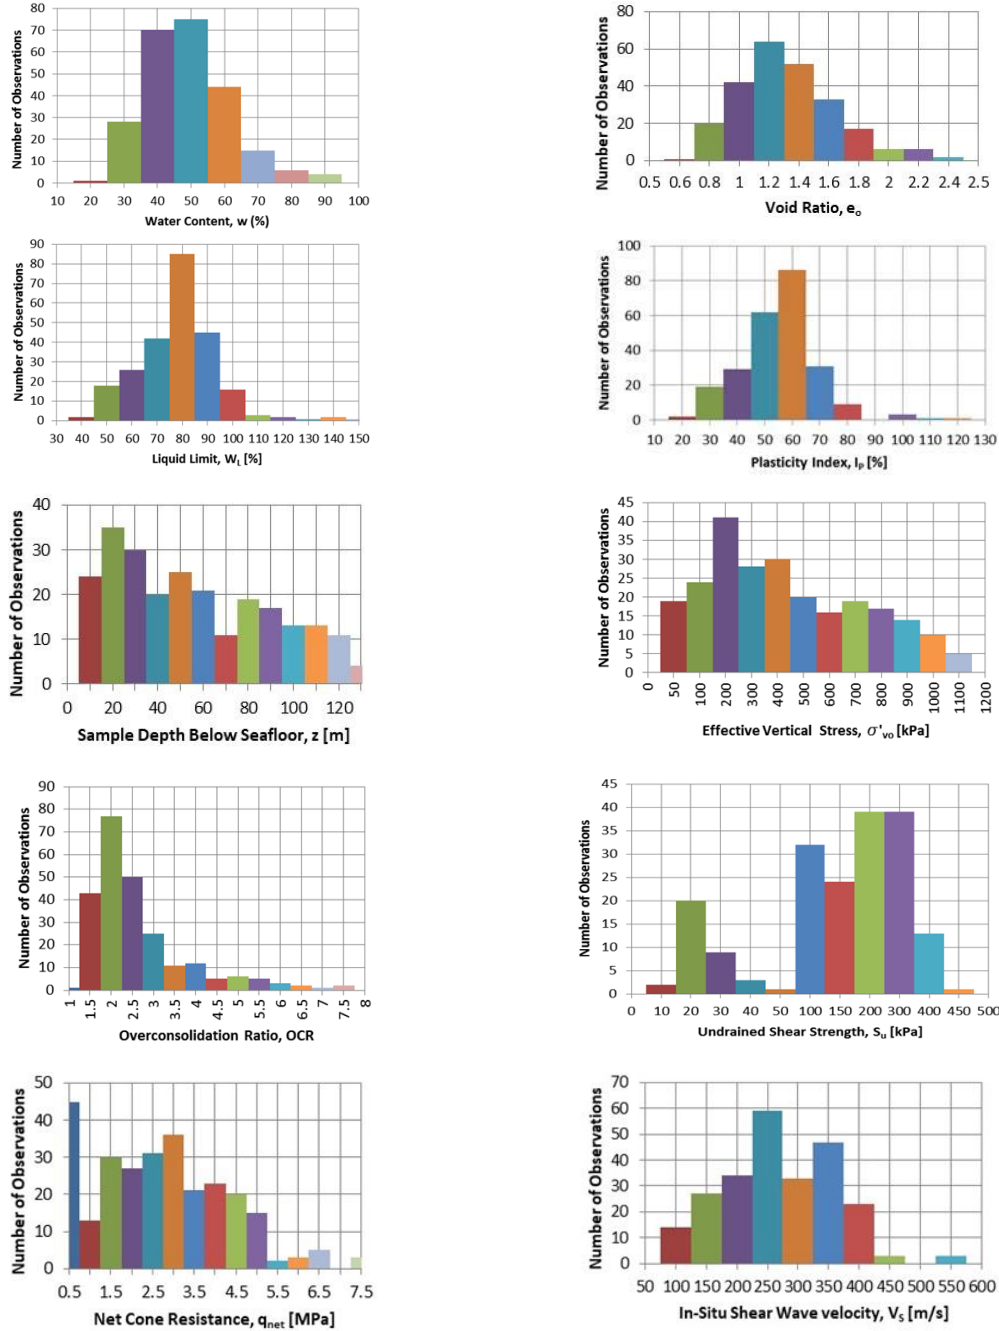 Number of Observations
80
70
60
50
40
30
20
10
0
10 20 30 40 50 60 70 80 90 100
Water Content, w (%)
Number of Observations
80
60
40
20
0
0.5 0.6 0.8 1 1.2 1.4 1.6 1.8 2 2.2 2.4 2.5
Void Ratio, eo
Number of Observations
90
80
70
60
50
40
30
20
10
0
30 40 50 60 70 80 90 100 110 120 130 140 150
Liquid Limit, WL [%]
Number of Observations
100
80
60
40
20
0
10 20 30 40 50 60 70 80 90 100 110 120 130
Plasticity Index, IP [%]
Number of Observations
40
30
20
10
0
0 20 40 60 80 100 120
Sample Depth Below Seafloor, z [m]
Number of Observations
45
40
35
30
25
20
15
10
5
0
0 50 100 200 300 400 500 600 700 800 900 1000 1100 1200
Effective Vertical Stress, σ'vo [kPa]
Number of Observations
90
80
70
60
50
40
30
20
10
0
1 1.5 2 2.5 3 3.5 4 4.5 5 5.5 6 6.5 7 7.5 8
Overconsolidation Ratio, OCR
Number of Observations
45
40
35
30
25
20
15
10
5
0
0 10 20 30 40 50 100 150 200 300 400 450 500
Undrained Shear Strength, Su [kPa]
Number of Observations
50
40
30
20
10
0
0.5 1.5 2.5 3.5 4.5 5.5 6.5 7.5
Net Cone Resistance, qnet [MPa]
Number of Observations
70
60
50
40
30
20
10
0
50 100 150 200 250 300 350 400 450 500 550 600
In-Situ Shear Wave velocity, VS [m/s]